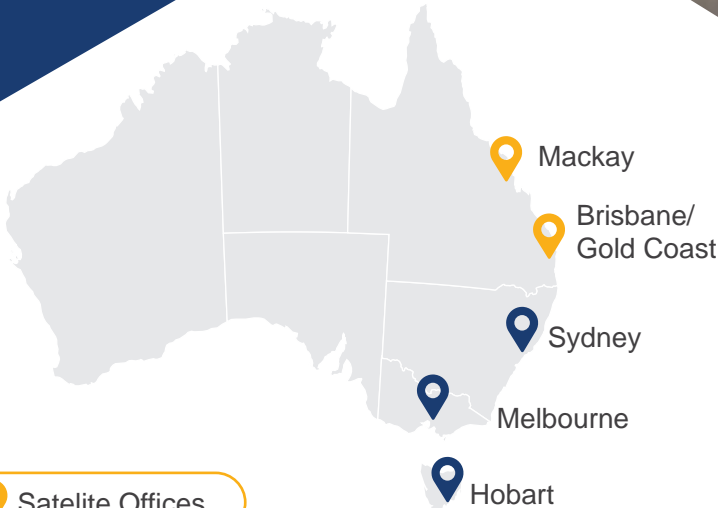 Mackay
Brisbane/
Gold Coast
Sydney
Melbourne
Hobart
Satelite Offices